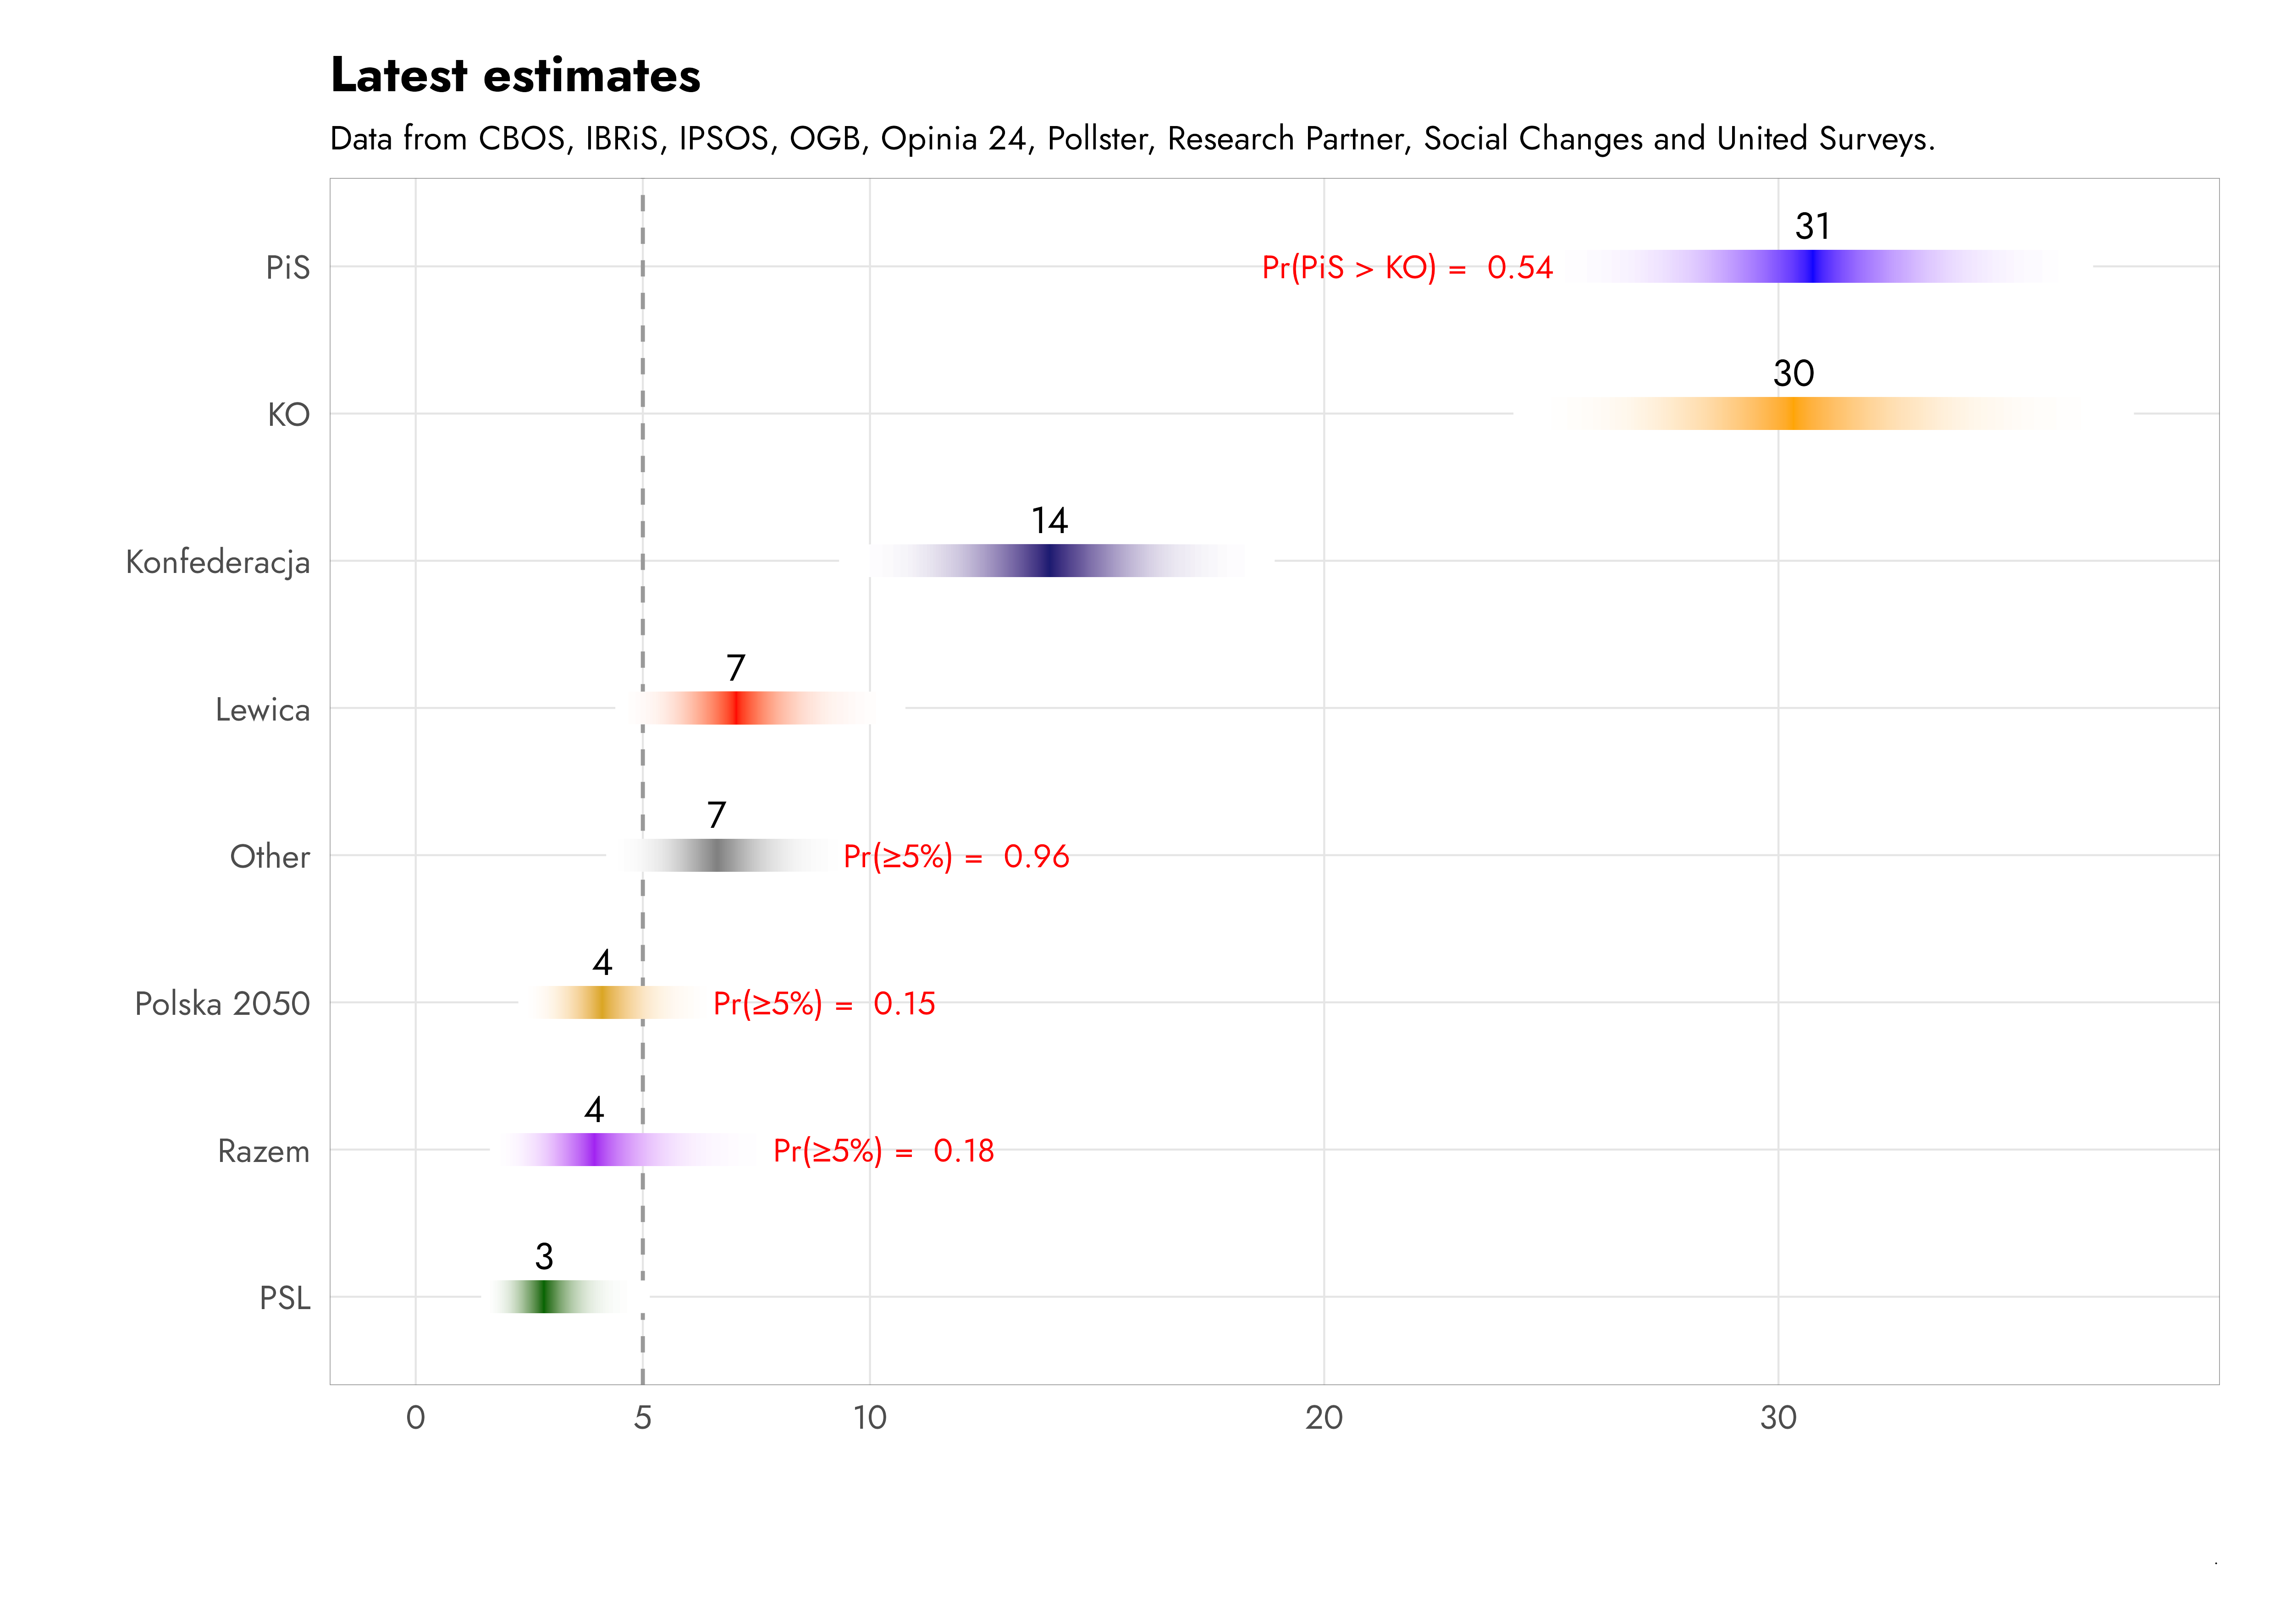 Latest estimates
Data from CBOS, IBRiS, IPSOS, OGB, Opinia 24, Pollster, Research Partner, Social Changes and United Surveys.
31
PiS
Pr(PiS > KO) = 0.54
30
KO
14
Konfederacja
7
Lewica
7
Other
Pr(≥5%) = 0.96
4
Polska 2050
Pr(≥5%) = 0.15
4
Razem
Pr(≥5%) = 0.18
3
PSL
0 5 10 20 30
.